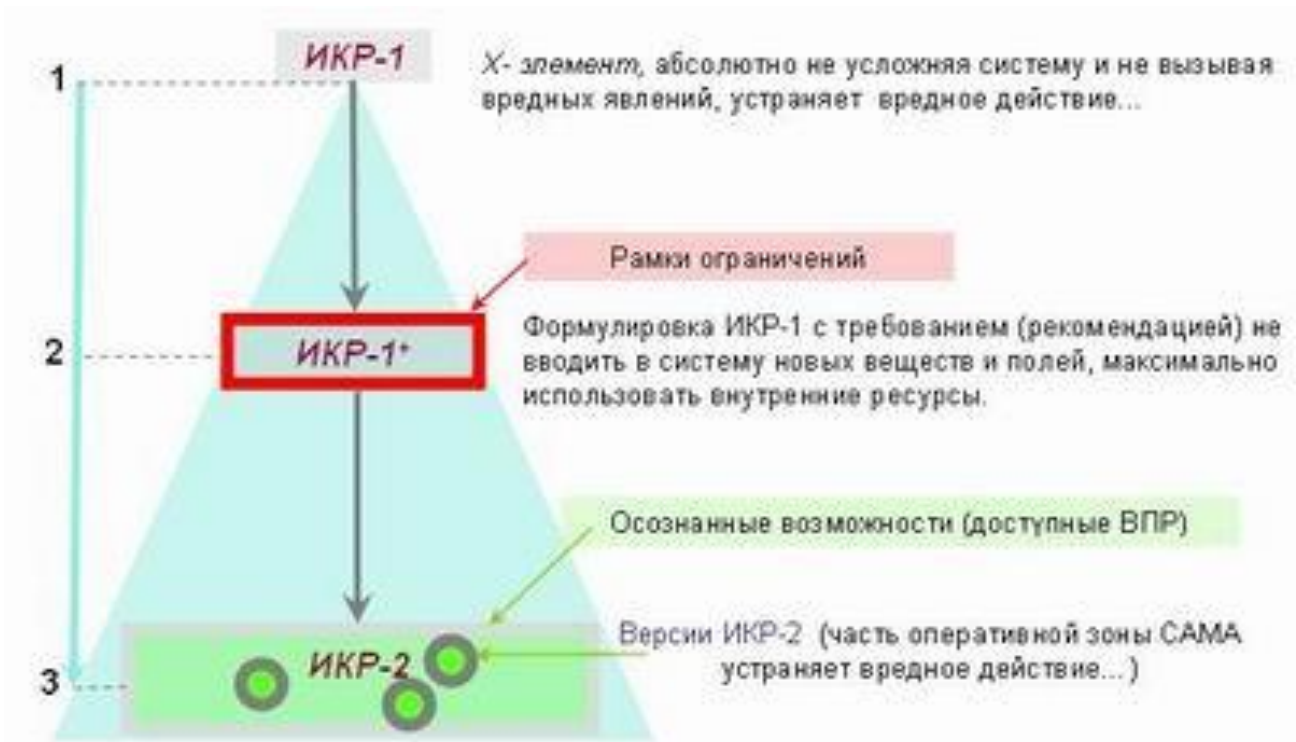 ИКР-1
1
Х- элемент, абсолютно не усложняя систему и не вызывая
вредных явлений, устраняет вредное действие...
Рамки ограничений
2
ИКР-1+
Формулировка ИКР-1 с требованием (рекомендацией) не
вводить в систему новых веществ и полей, максимально
использовать внутренние ресурсы.
Осознанные возможности (доступные ВПР)
3
ИКР-2
Версии ИКР-2 (часть оперативной зоны САМА
устраняет вредное действие... )